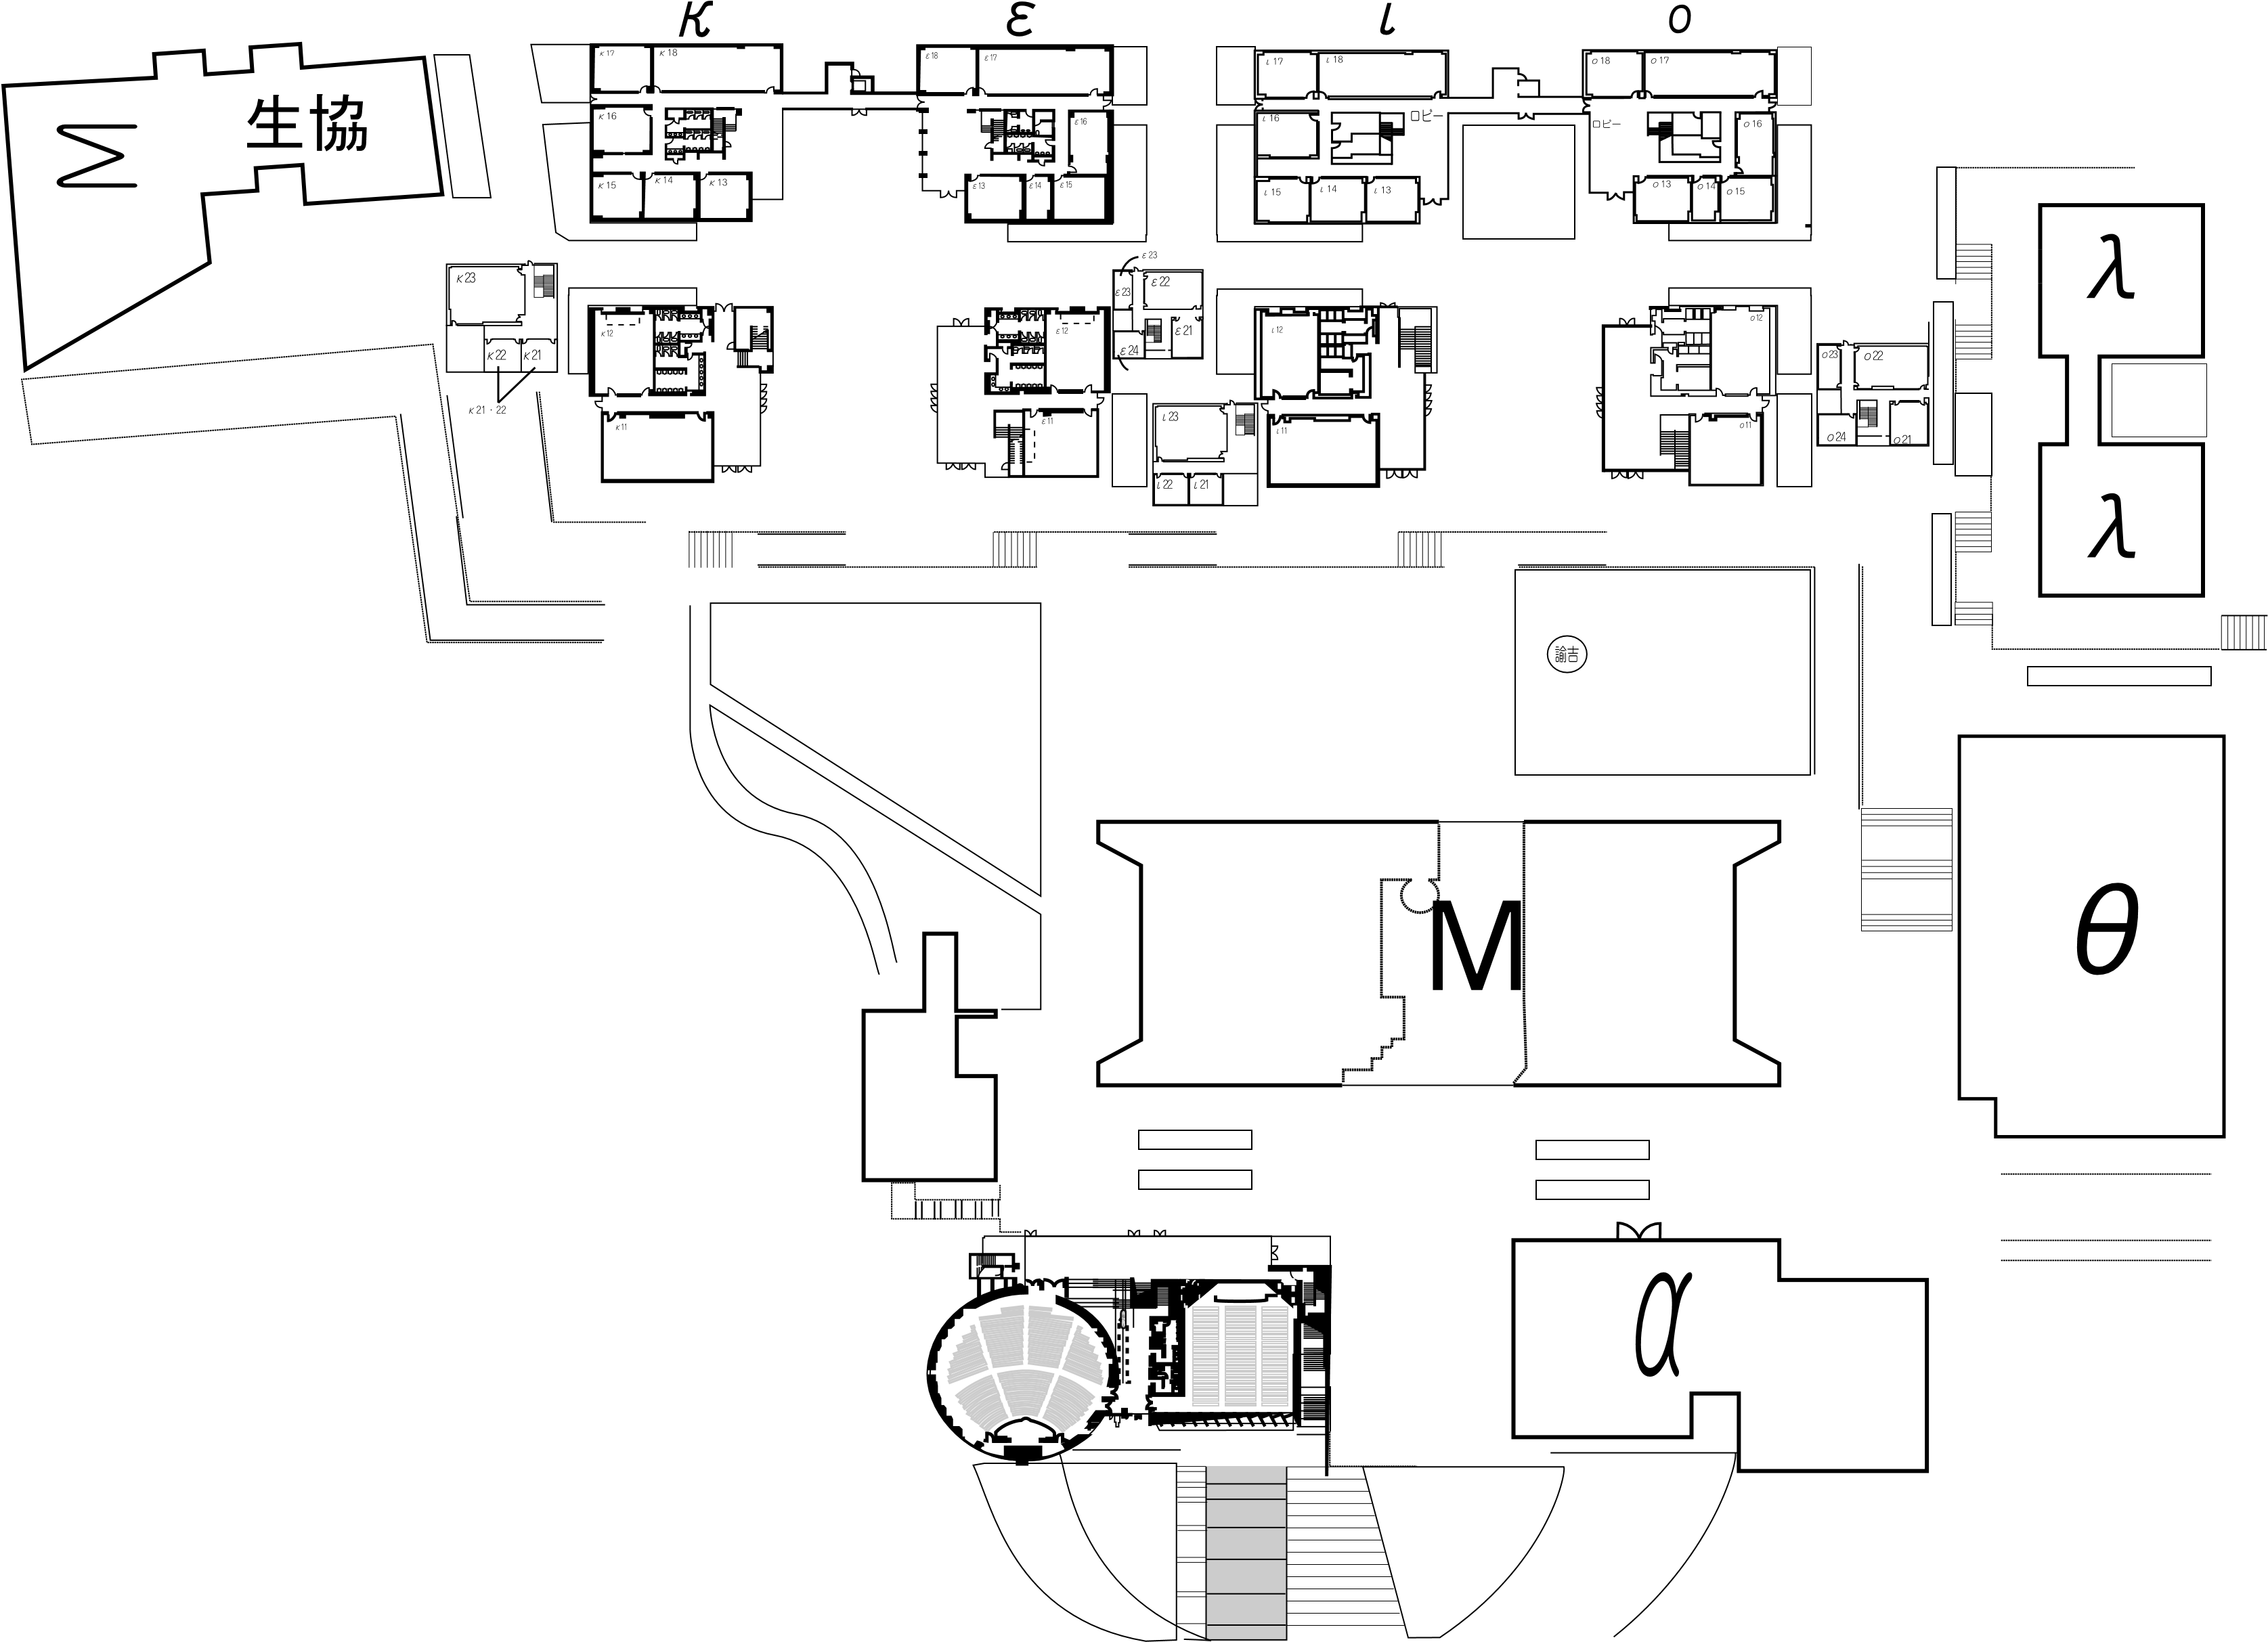 κ
ε
ι
ο
Σ
生協
κ17
κ18
κ16
κ15
κ14
κ13
ε18
ε17
ε16
ε13
ε14
ε15
ι17
ι18
ι16
ロビー
ι15
ι14
ι13
ο18
ο17
ロビー
ο16
ο13
ο14
ο15
κ23
κ22
κ21
κ21・22
κ12
κ11
ε12
ε11
ε23
ε23
ε22
ε21
ε24
ι23
ι22
ι21
ι12
ι11
ο12
ο11
ο23
ο22
ο24
ο21
λ
λ
諭吉
M
θ
α